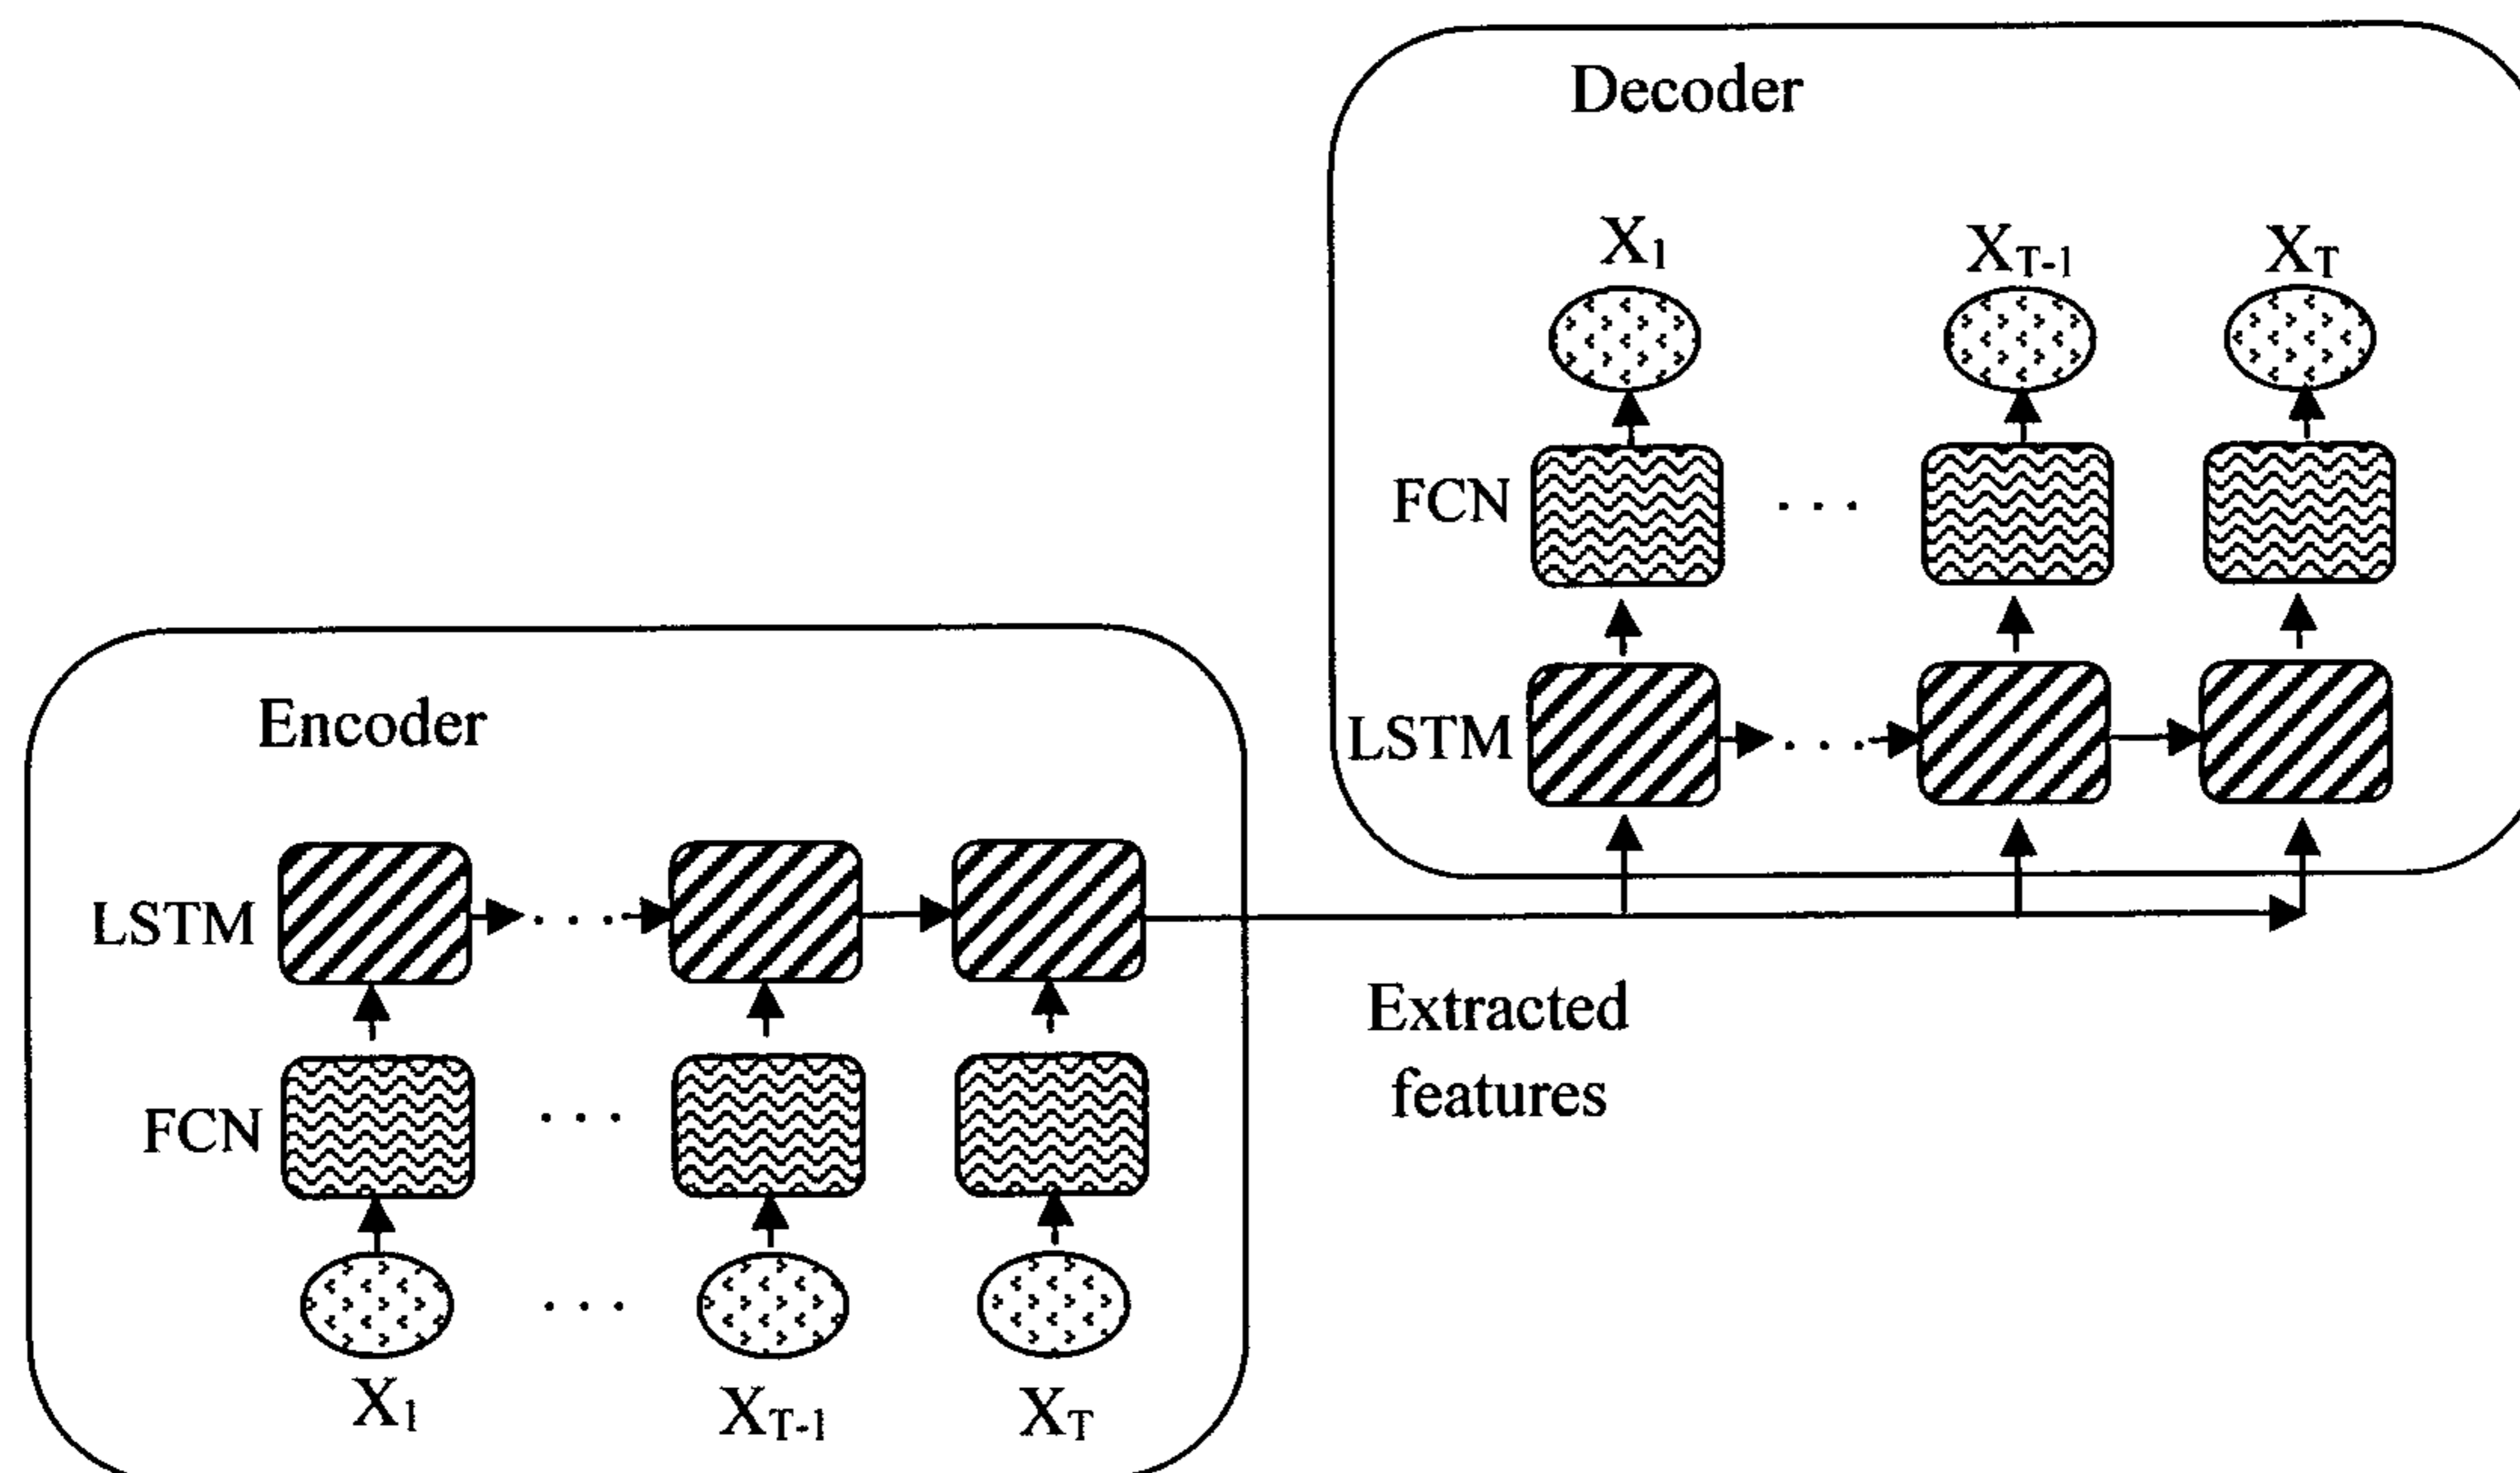 Decoder
X1 XT-1 XT
FCN ...
LSTM ...
Encoder
LSTM ...
FCN ...
...
X1 XT-1 XT
Extracted
features